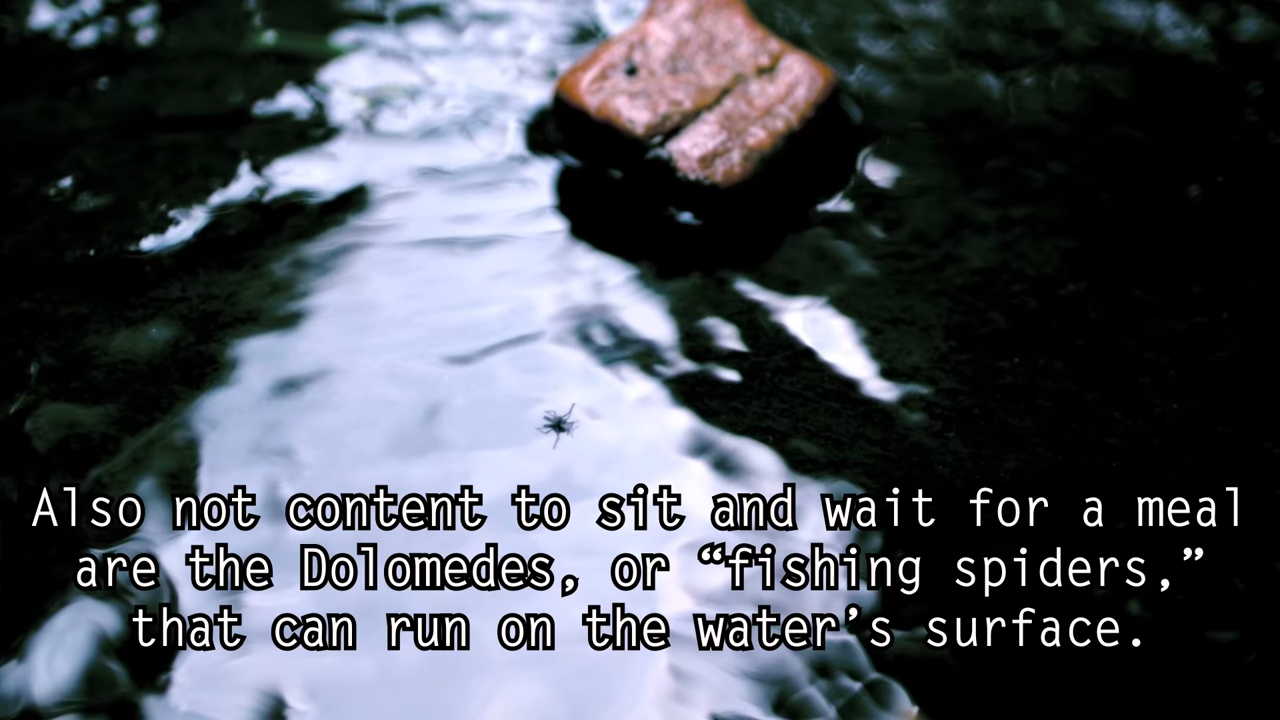 Also not content to sit and wait for a meal
are the Dolomedes, or “fishing spiders,”
that can run on the water’s surface.